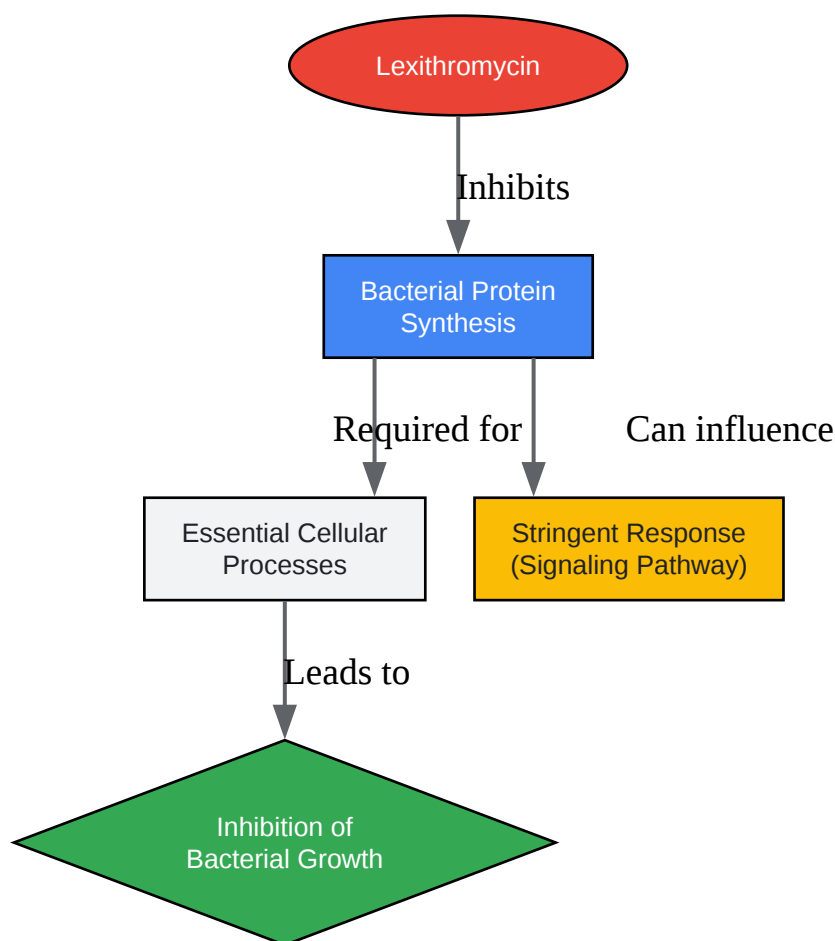 Lexithromycin
Inhibits
Bacterial Protein
Synthesis
Required for
Can influence
Essential Cellular
Processes
Stringent Response
(Signaling Pathway)
Leads to
Inhibition of
Bacterial Growth